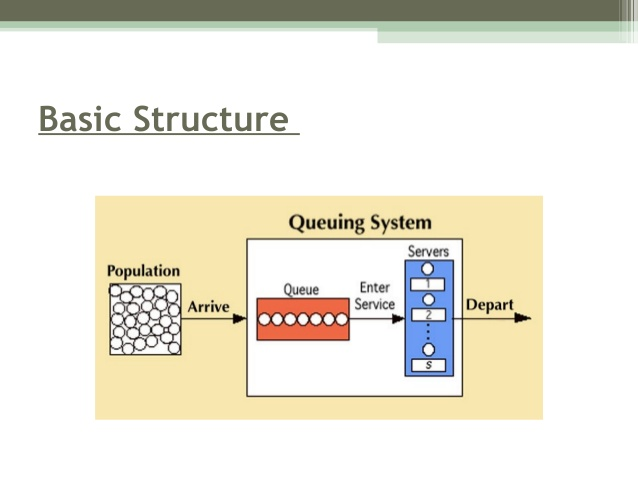 Basic Structure
Queuing System
Population
Arrive
Queue
Enter
Service
Servers
1
2
s
Depart